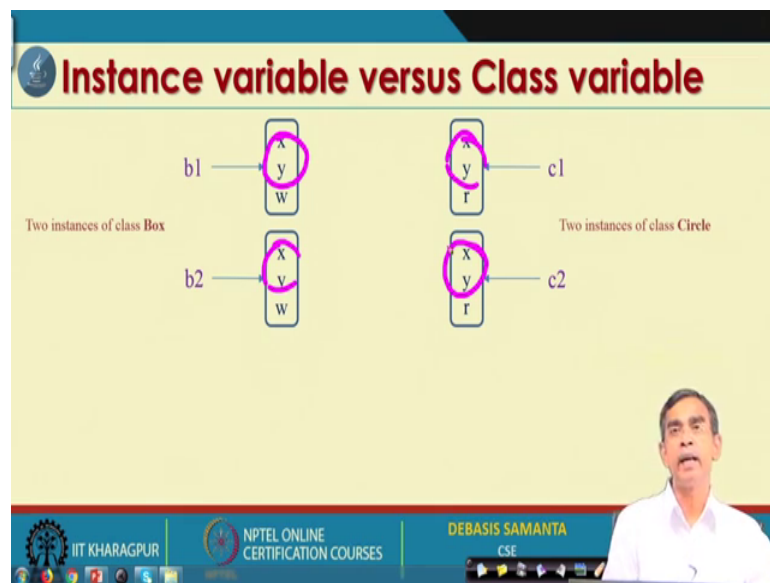 Instance variable versus Class variable
b1
x
y
w
x
y
r
c1
Two instances of class Box
Two instances of class Circle
b2
x
y
w
x
y
r
c2
IIT KHARAGPUR
NPTEL ONLINE
CERTIFICATION COURSES
DEBASIS SAMANTA
CSE